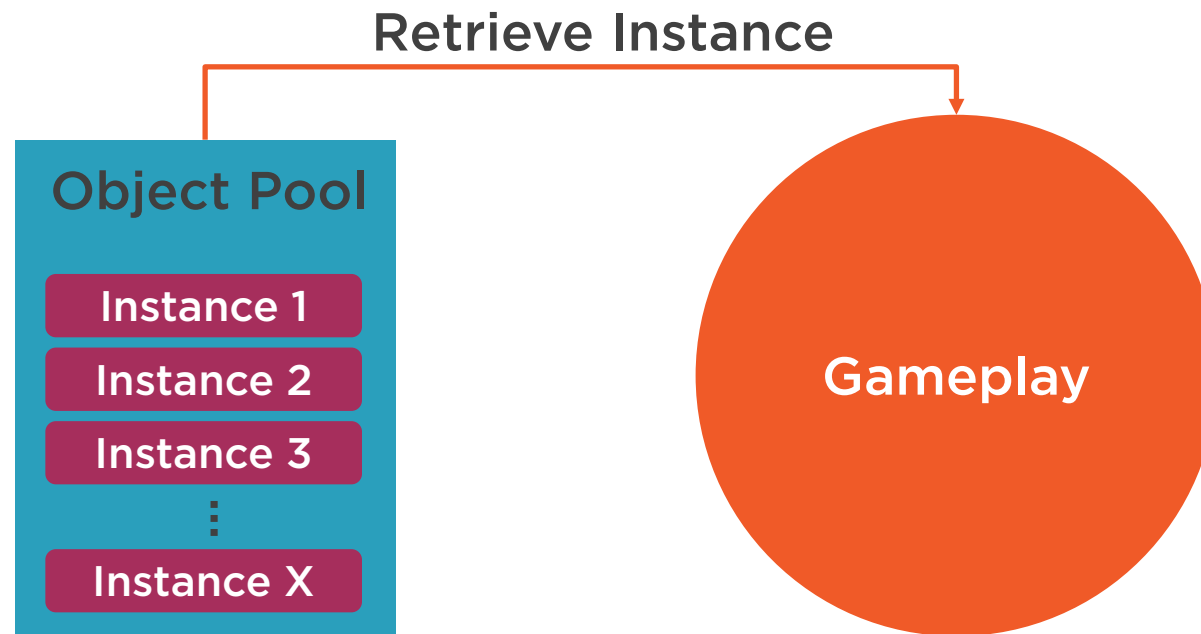 Retrieve Instance
Object Pool
Instance 1
Instance 2
Instance 3
Instance X
Gameplay